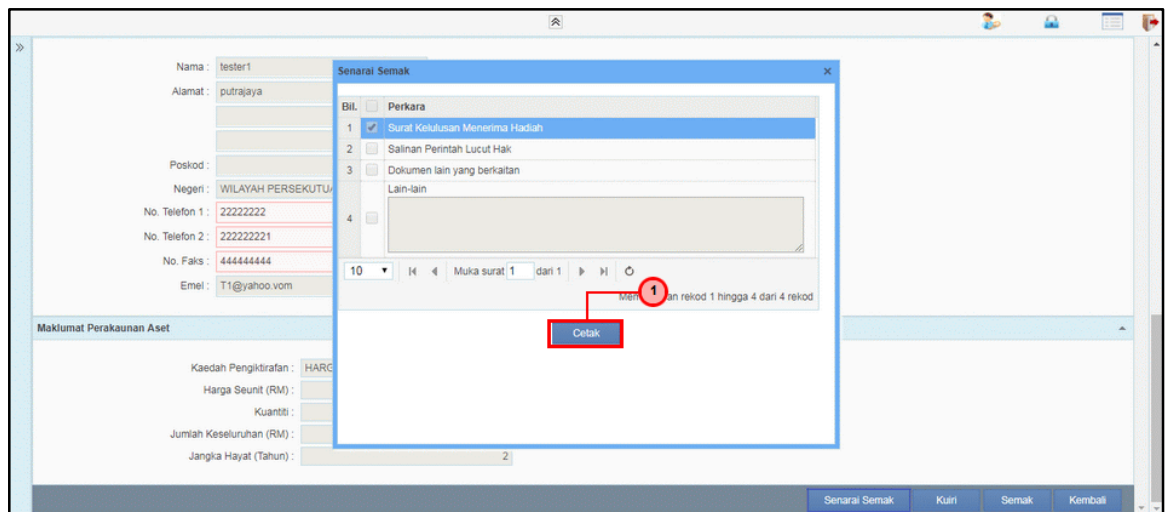 Nama : tester1
Alamat : putrajaya
Poskod :
Negeri : WILAYAH PERSEKUTU
No. Telefon 1 : 22222222
No. Telefon 2 : 222222221
No. Faks : 444444444
Emel : T1@yahoo.vom
Senarai Semak
Bil. Perkara
1 Surat Kelulusan Menerima Hadiah
2 Salinan Perintah Lucut Hak
3 Dokumen lain yang berkaitan
Lain-lain
4
10 Muka surat 1 dari 1
1
an rekod 1 hingga 4 dari 4 rekod
Cetak
Maklumat Perakaunan Aset
Kaedah Pengiktirafan : HARG
Harga Seunit (RM) :
Kuantiti :
Jumlah Keseluruhan (RM) :
Jangka Hayat (Tahun) : 2
Senarai Semak Kuiri Semak Kembali